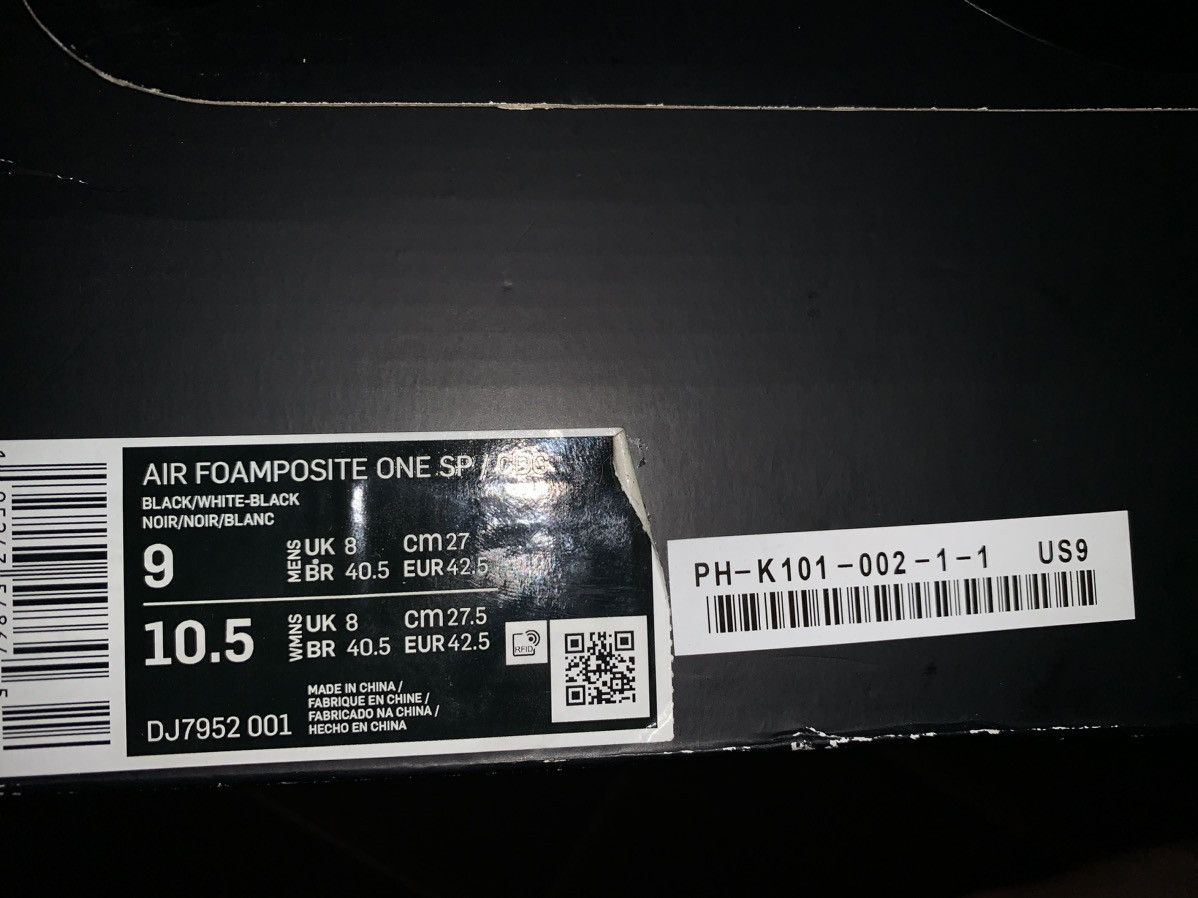 AIR FOAMPOSITE ONE SP / CDG
BLACK/WHITE-BLACK
NOIR/NOIR/BLANC
9 MENS UK 8 cm 27
BR 40.5 EUR 42.5
10.5 WMNS UK 8 cm 27.5
BR 40.5 EUR 42.5
RFID
DJ7952 001
MADE IN CHINA /
FABRIQUE EN CHINE /
FABRICADO NA CHINA /
HECHO EN CHINA
PH-K101-002-1-1 US9